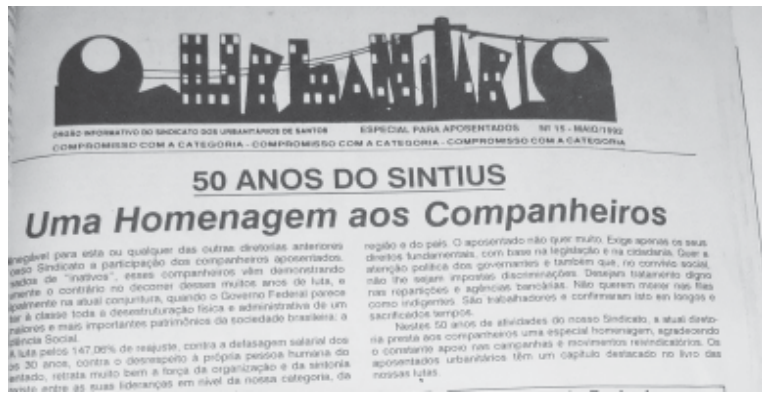 O URBANITÁRIO
ÓRGÃO INFORMATIVO DO SINDICATO DOS URBANITÁRIOS DE SANTOS ESPECIAL PARA APOSENTADOS Nº 15 - MAIO/1992
COMPROMISSO COM A CATEGORIA - COMPROMISSO COM A CATEGORIA - COMPROMISSO COM A CATEGORIA
50 ANOS DO SINTIUS
Uma Homenagem aos Companheiros
negável para esta ou qualquer das outras diretorias anteriores
osso Sindicato a participação dos companheiros aposentados.
ados de "inativos", esses companheiros vêm demonstrando
mente o contrário no decorrer desses muitos anos de luta, e
palmente na atual conjuntura, quando o Governo Federal parece
ar à classe toda a desestruturação física e administrativa de um
maiores e mais importantes patrimônios da sociedade brasileira: a
ência Social.
A luta pelos 147,06% de reajuste, contra a defasagem salarial dos
os 30 anos, contra o desrespeito à própria pessoa humana do
entado, retrata muito bem a força da organização e da sintonia
existe entre as suas lideranças em nível da nossa categoria, da
região e do país. O aposentado não quer muito. Exige apenas os seus
direitos fundamentais, com base na legislação e na cidadania. Quer a
atenção política dos governantes e também que, no convívio social,
não lhe sejam impostas discriminações. Desejam tratamento digno
nas repartições e agências bancárias. Não querem morrer nas filas
como indigentes. São trabalhadores e confirmaram isto em longos e
sacrificados tempos.
Nestes 50 anos de atividades do nosso Sindicato, a atual direto-
ria presta aos companheiros uma especial homenagem, agradecendo
o constante apoio nas campanhas e movimentos reivindicatórios. Os
aposentados urbanitários têm um capítulo destacado no livro das
nossas lutas.